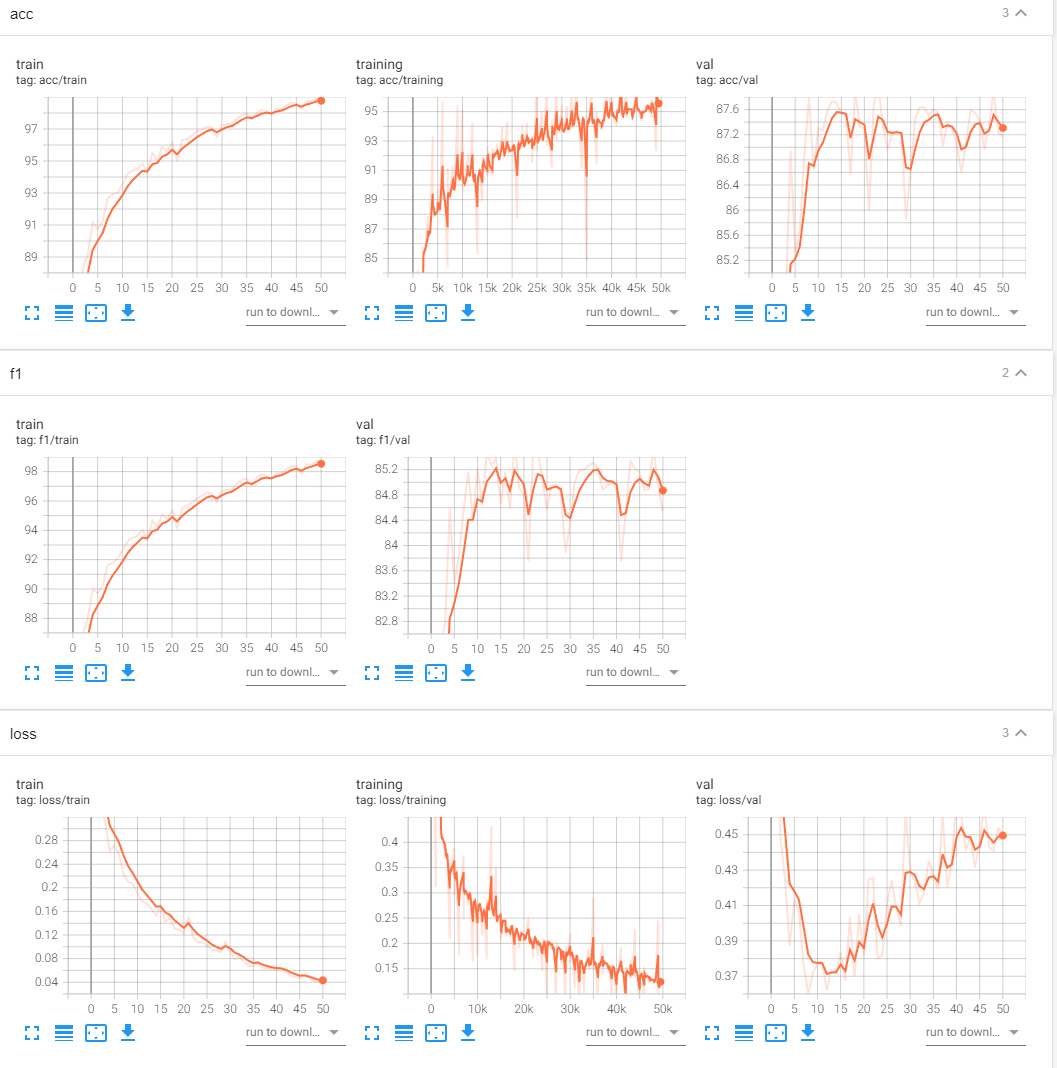 acc 3
train training val
tag: acc/train tag: acc/training tag: acc/val
97 95 93 91 89
0 5 10 15 20 25 30 35 40 45 50
95 93 91 89 87 85
0 5k 10k 15k 20k 25k 30k 35k 40k 45k 50k
87.6 87.2 86.8 86.4 86 85.6 85.2
0 5 10 15 20 25 30 35 40 45 50
run to downl... run to downl... run to downl...
f1 2
train val
tag: f1/train tag: f1/val
98 96 94 92 90 88
0 5 10 15 20 25 30 35 40 45 50
85.2 84.8 84.4 84 83.6 83.2 82.8
0 5 10 15 20 25 30 35 40 45 50
run to downl... run to downl...
loss 3
train training val
tag: loss/train tag: loss/training tag: loss/val
0.28 0.24 0.2 0.16 0.12 0.08 0.04
0 5 10 15 20 25 30 35 40 45 50
0.4 0.35 0.3 0.25 0.2 0.15
0 10k 20k 30k 40k 50k
0.45 0.43 0.41 0.39 0.37
0 5 10 15 20 25 30 35 40 45 50
run to downl... run to downl... run to downl...